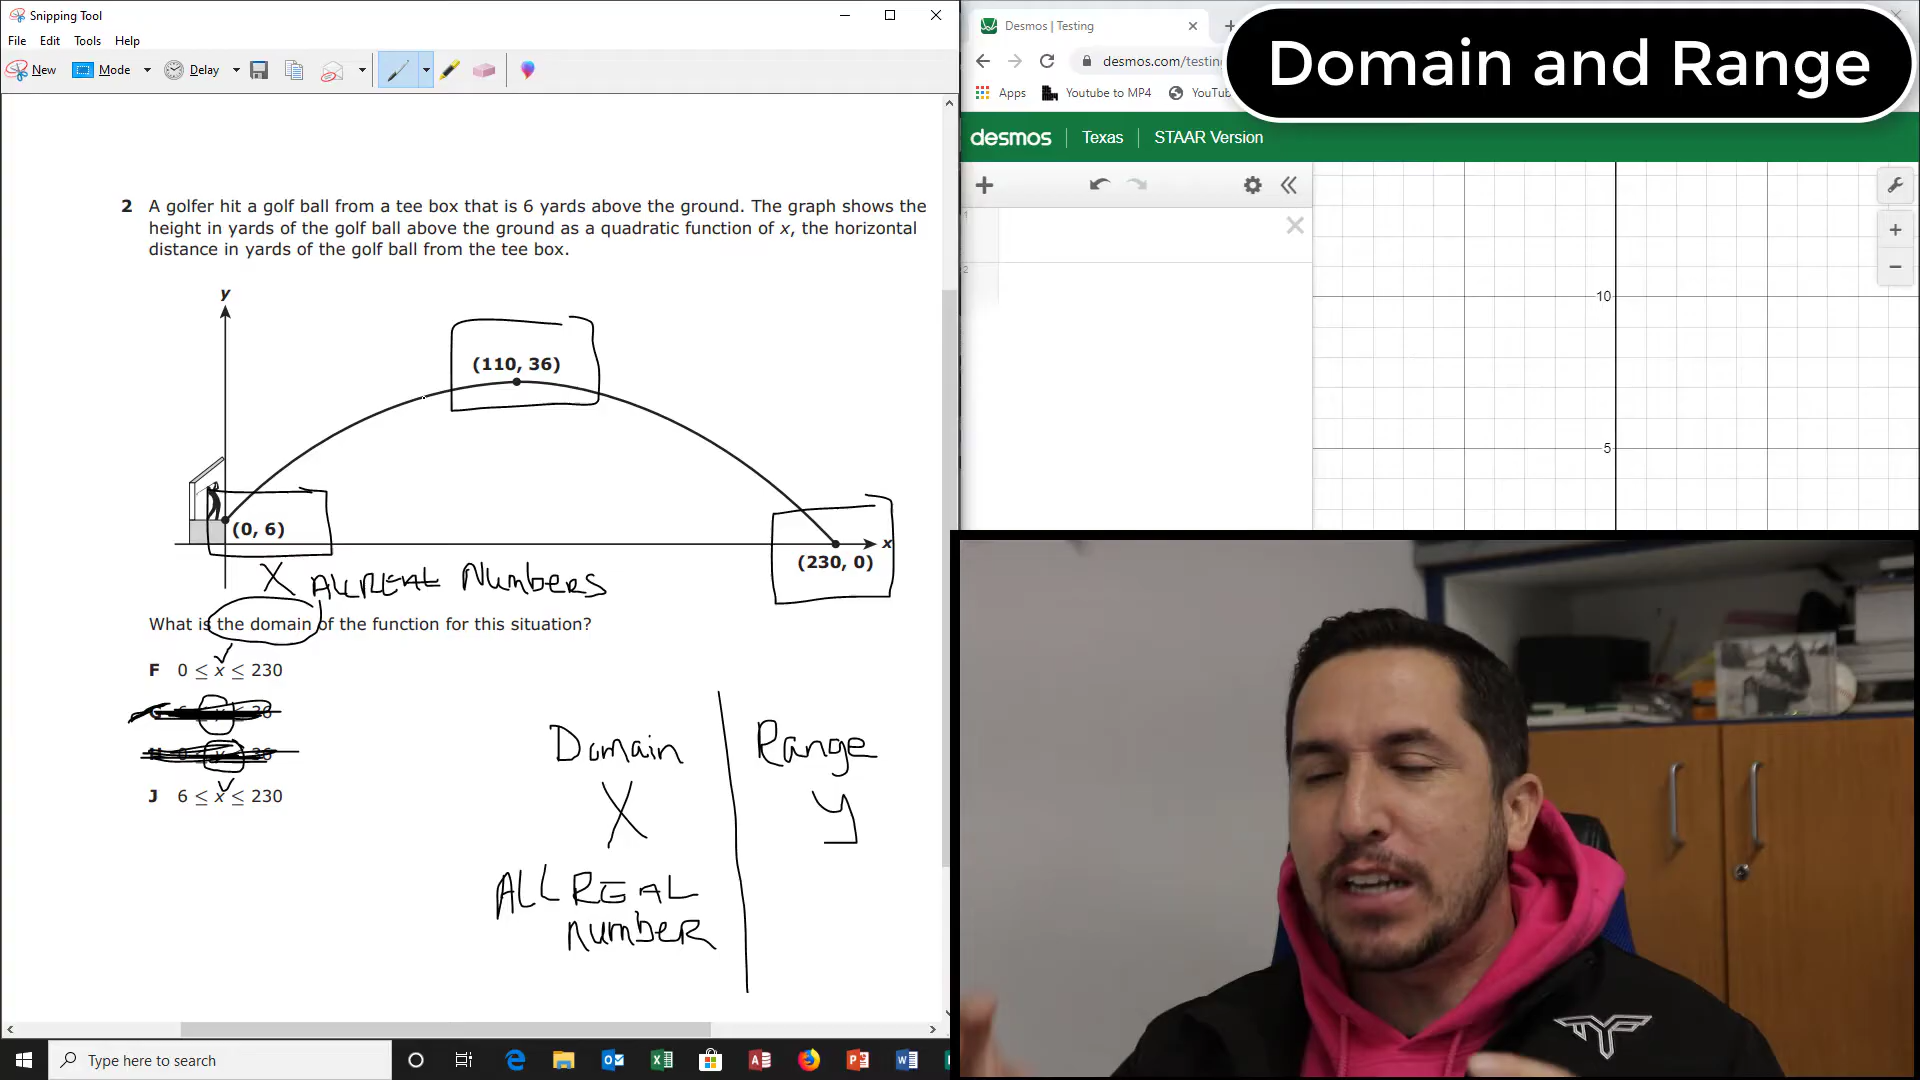 Snipping Tool
File Edit Tools Help
New Mode Delay
Desmos | Testing
desmos.com/testin
Apps Youtube to MP4 YouTu
Domain and Range
desmos Texas STAAR Version
1
2
10
5
2 A golfer hit a golf ball from a tee box that is 6 yards above the ground. The graph shows the
height in yards of the golf ball above the ground as a quadratic function of x, the horizontal
distance in yards of the golf ball from the tee box.
y
(110, 36)
(0, 6)
x
(230, 0)
X ALL REAL Numbers
What is the domain of the function for this situation?
F 0 ≤ x ≤ 230
J 6 ≤ x ≤ 230
Domain Range
X y
ALL REAL
NumbER
Type here to search